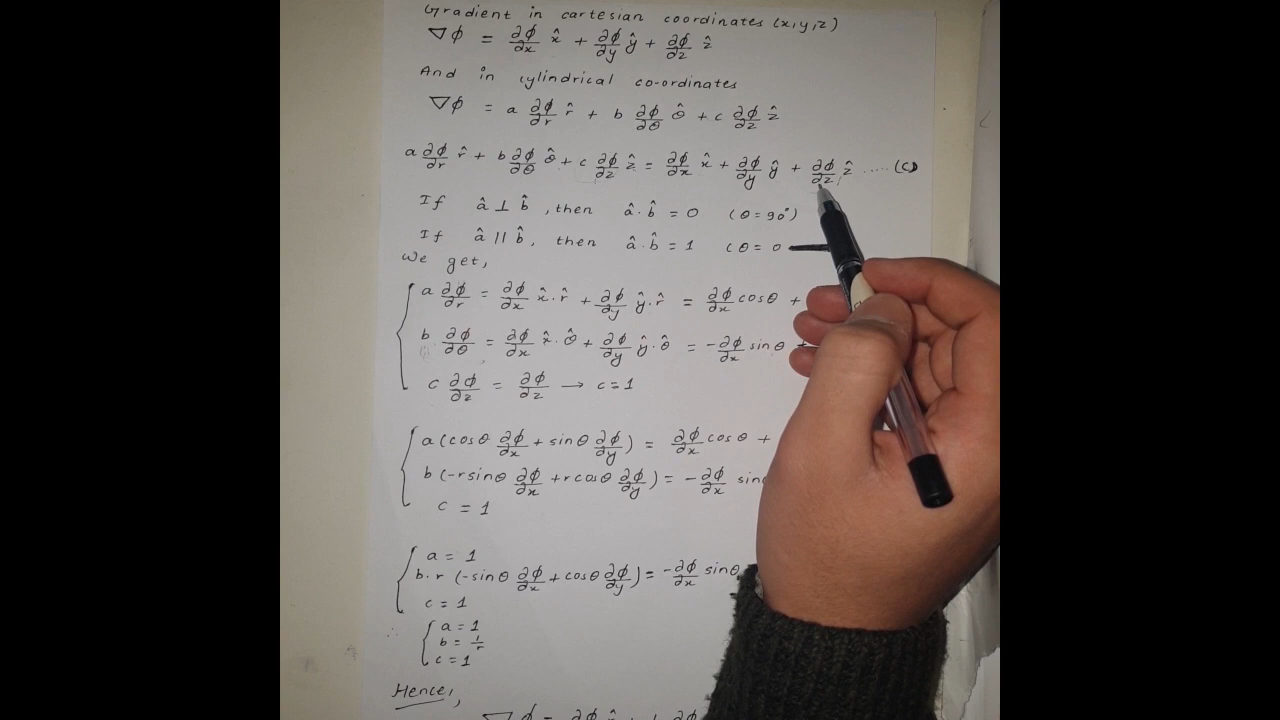 Gradient in cartesian coordinates (x,y,z)
∇ϕ = ∂ϕ/∂x x̂ + ∂ϕ/∂y ŷ + ∂ϕ/∂z ẑ
And in cylindrical co-ordinates
∇ϕ = a ∂ϕ/∂r r̂ + b ∂ϕ/∂θ θ̂ + c ∂ϕ/∂z ẑ
a ∂ϕ/∂r r̂ + b ∂ϕ/∂θ θ̂ + c ∂ϕ/∂z ẑ = ∂ϕ/∂x x̂ + ∂ϕ/∂y ŷ + ∂ϕ/∂z ẑ ..... (C)
If â ⊥ b̂, then â.b̂ = 0 (θ=90°)
If â || b̂, then â.b̂ = 1 (θ = 0
We get,
a ∂ϕ/∂r = ∂ϕ/∂x x̂.r̂ + ∂ϕ/∂y ŷ.r̂ = ∂ϕ/∂x cosθ +
b ∂ϕ/∂θ = ∂ϕ/∂x x̂.θ̂ + ∂ϕ/∂y ŷ.θ̂ = -∂ϕ/∂x sinθ +
c ∂ϕ/∂z = ∂ϕ/∂z → c=1
a(cosθ ∂ϕ/∂x + sinθ ∂ϕ/∂y) = ∂ϕ/∂x cosθ +
b(-rsinθ ∂ϕ/∂x + rcosθ ∂ϕ/∂y) = -∂ϕ/∂x sin
c = 1
a = 1
b.r (-sinθ ∂ϕ/∂x + cosθ ∂ϕ/∂y) = -∂ϕ/∂x sinθ
c = 1
a = 1
b = 1/r
c = 1
Hence,
∇ϕ =